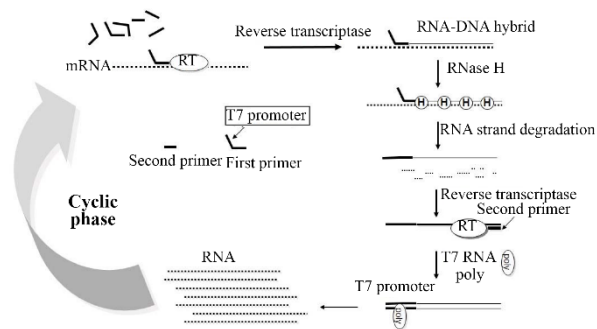 Reverse transcriptase
RNA-DNA hybrid
mRNA
RT
RNase H
H H H H
T7 promoter
RNA strand degradation
Second primer
First primer
Reverse transcriptase
Second primer
RT
Cyclic
phase
T7 RNA
poly
poly
RNA
T7 promoter
poly